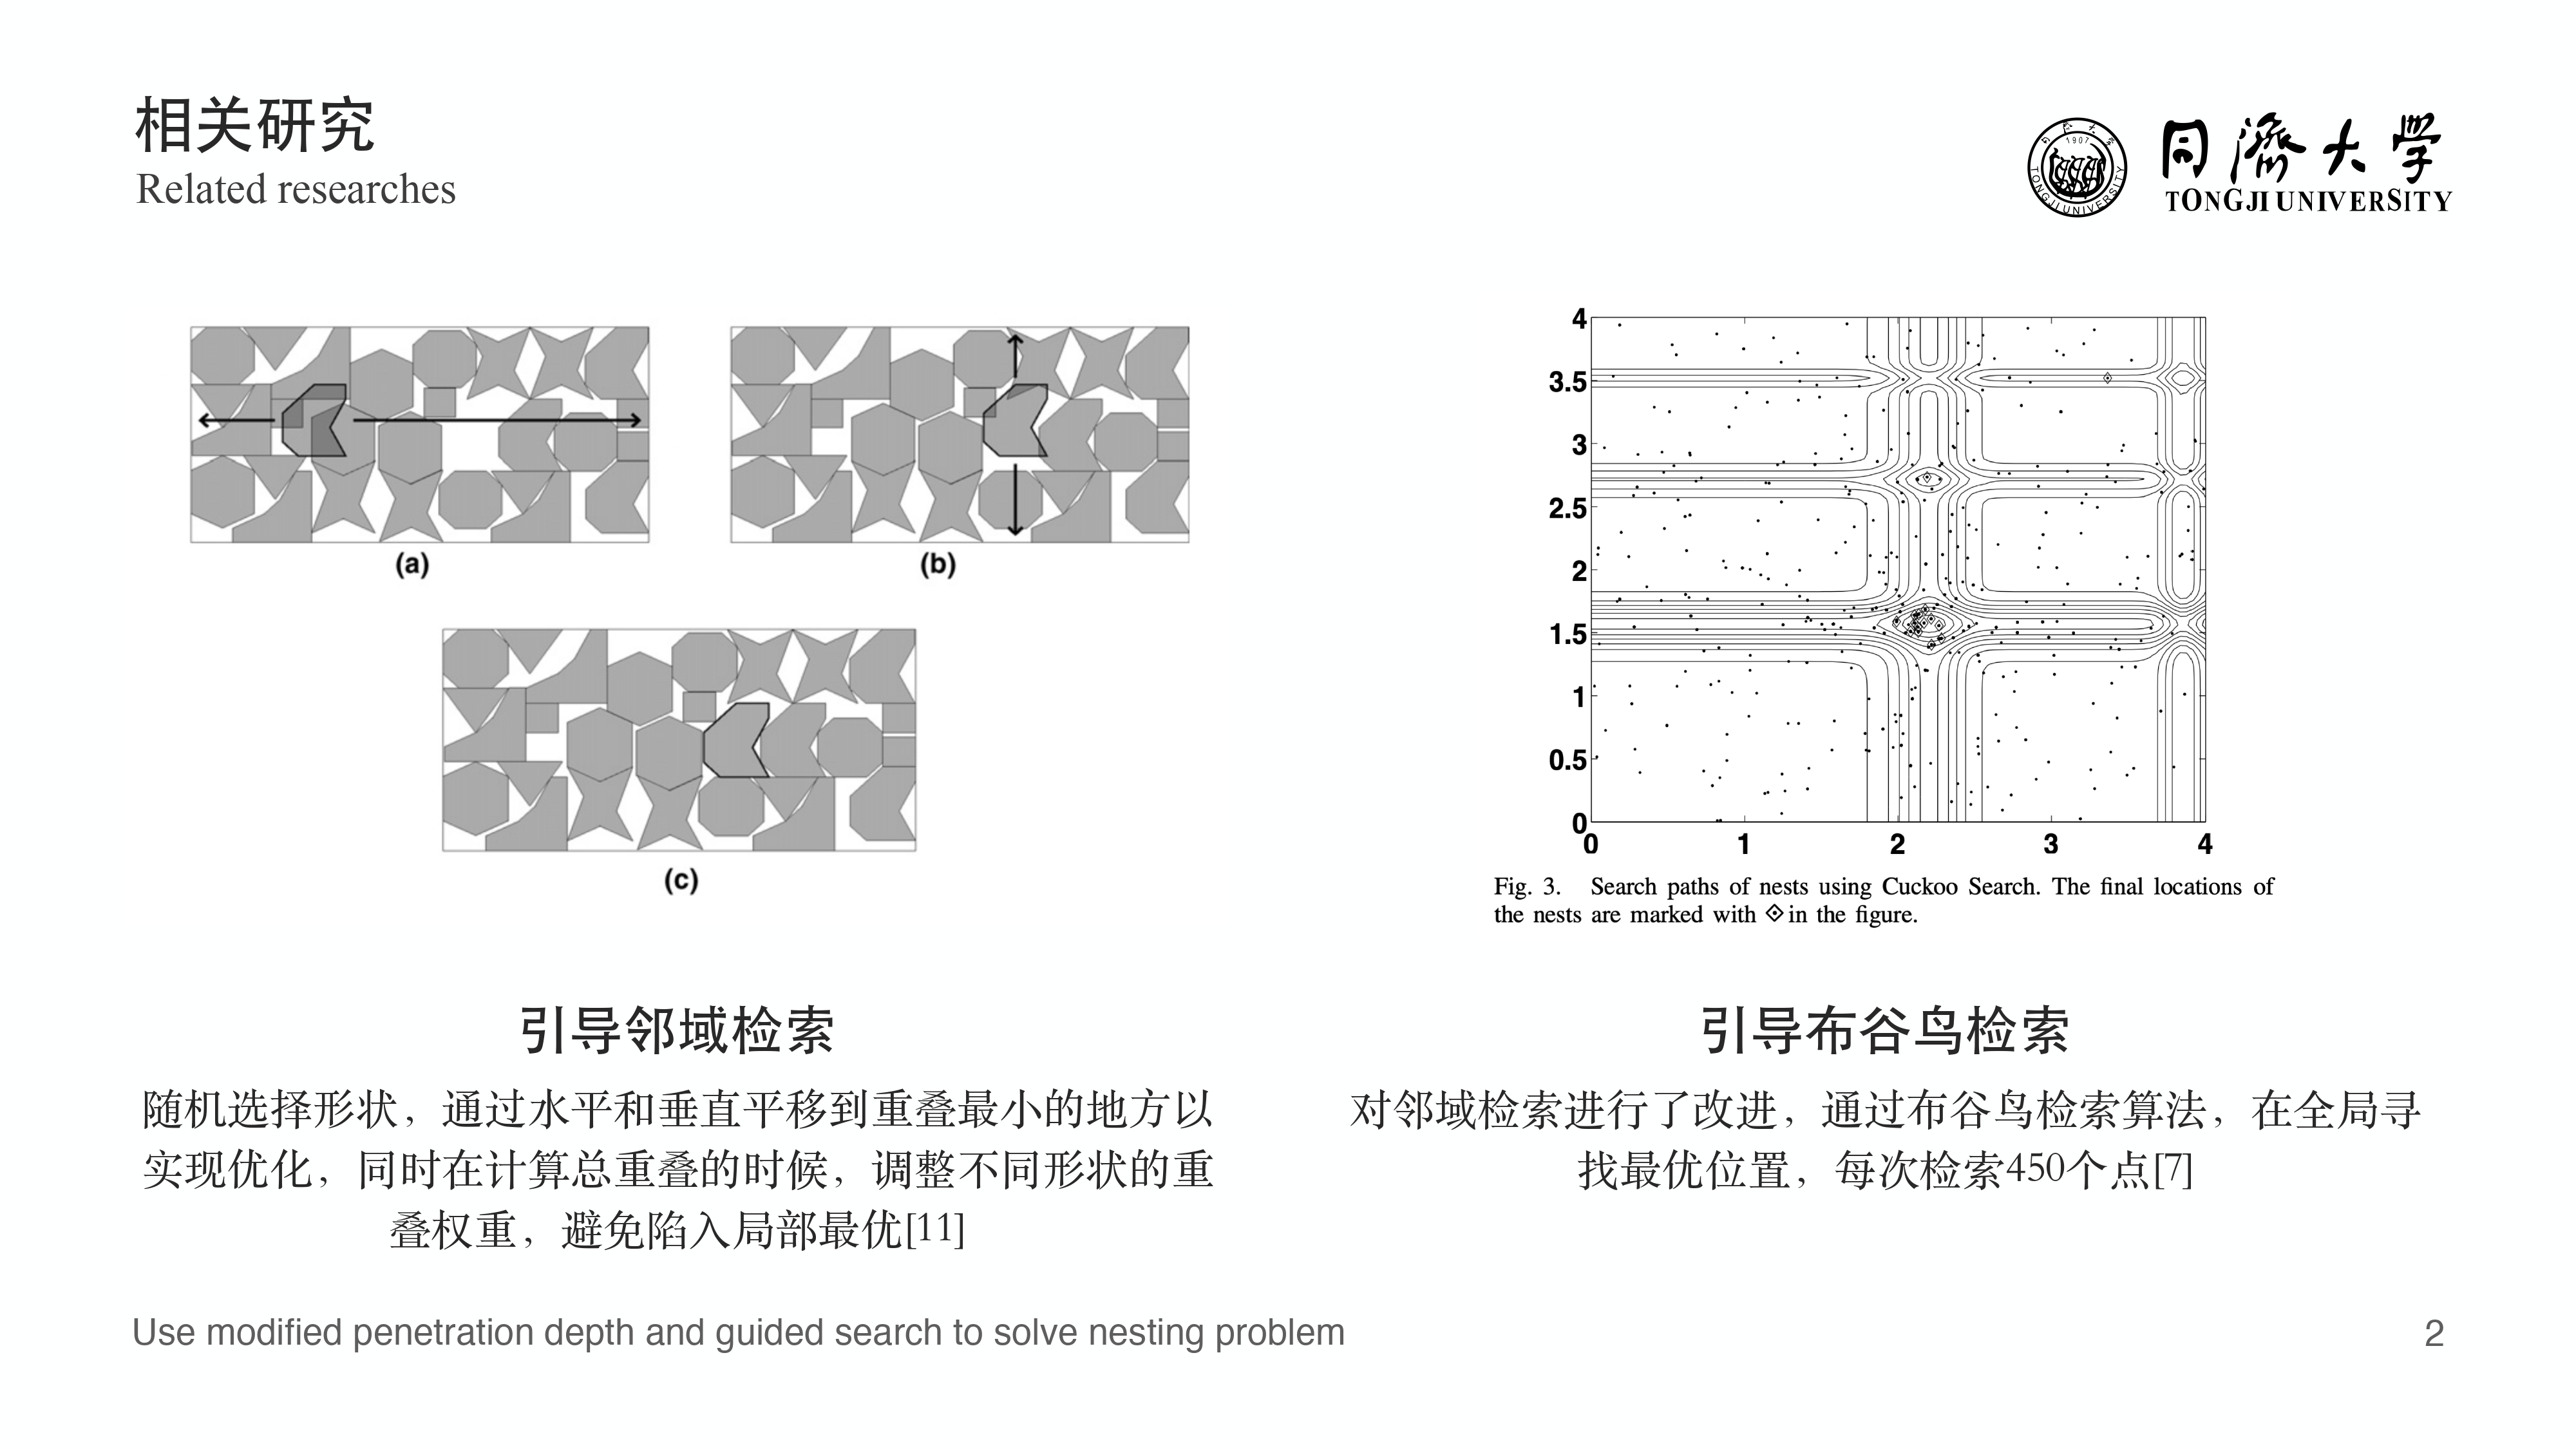 相关研究
Related researches
1907
TONGJI UNIVERSITY
同濟大学
TONGJI UNIVERSITY
(a)
(b)
(c)
4
3.5
3
2.5
2
1.5
1
0.5
0
0 1 2 3 4
Fig. 3. Search paths of nests using Cuckoo Search. The final locations of
the nests are marked with in the figure.
引导邻域检索
随机选择形状，通过水平和垂直平移到重叠最小的地方以
实现优化，同时在计算总重叠的时候，调整不同形状的重
叠权重，避免陷入局部最优[11]
引导布谷鸟检索
对邻域检索进行了改进，通过布谷鸟检索算法，在全局寻
找最优位置，每次检索450个点[7]
Use modified penetration depth and guided search to solve nesting problem
2